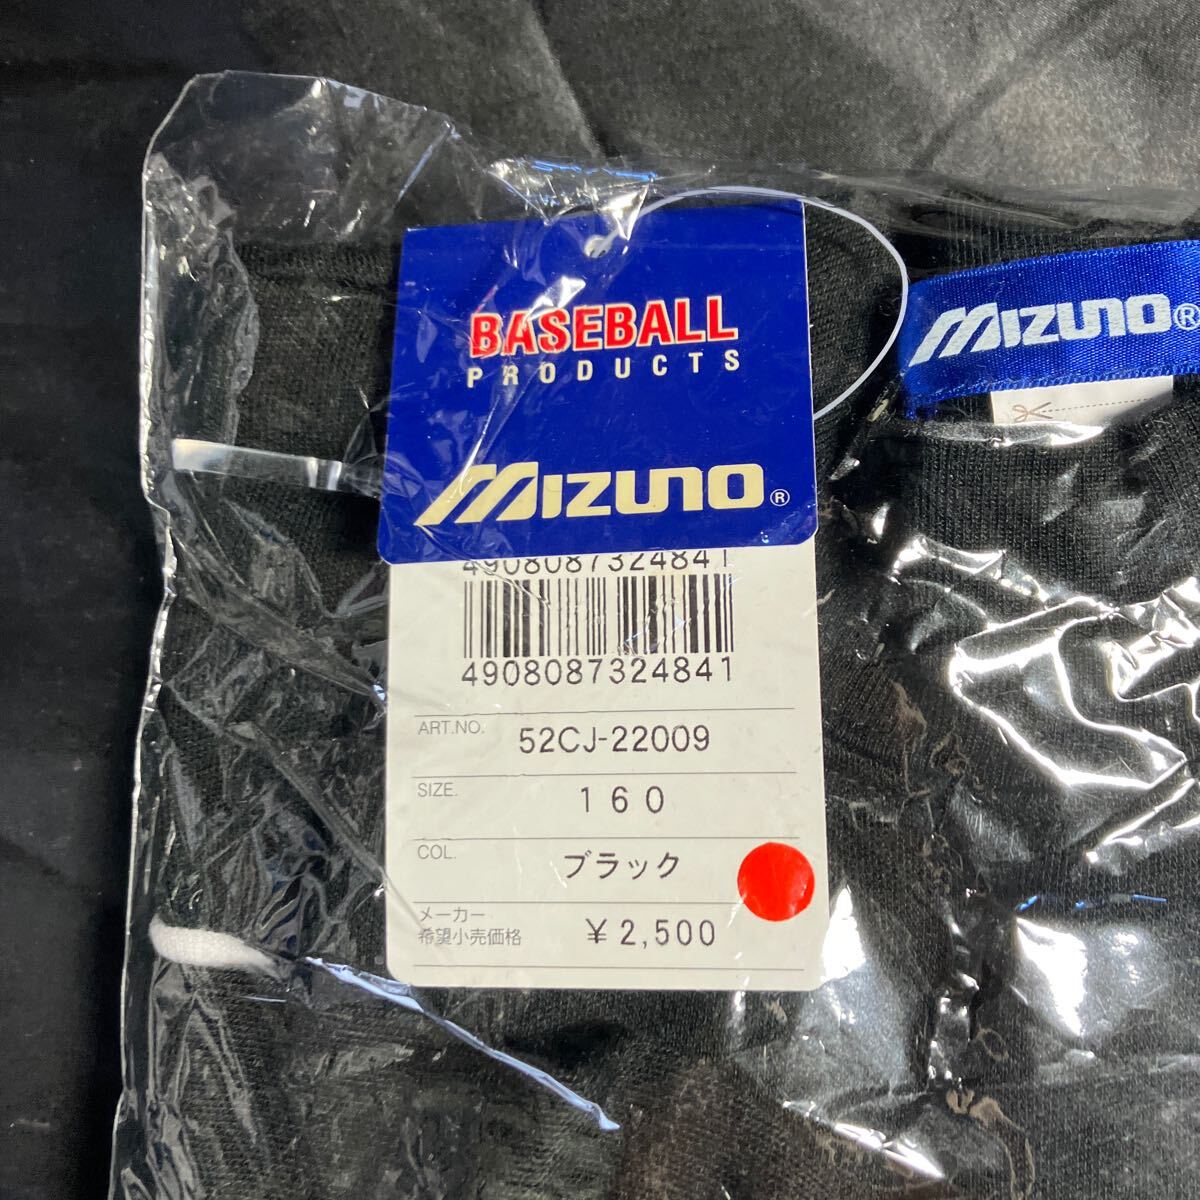 BASEBALL
PRODUCTS
MIZUNO®
MIZUNO®
4908087324841
4908087324841
ART.NO. 52CJ-22009
SIZE. 160
COL. ブラック
メーカー
希望小売価格 ¥2,500